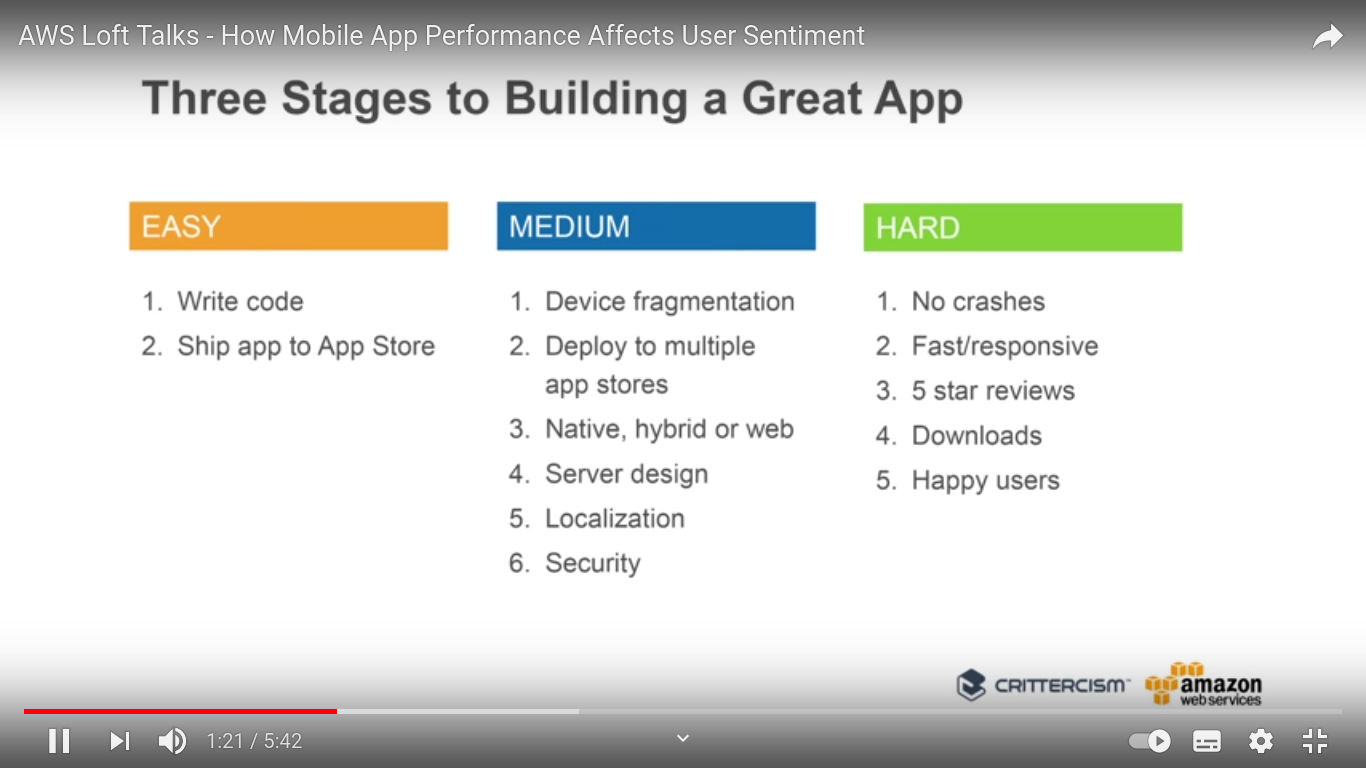 AWS Loft Talks - How Mobile App Performance Affects User Sentiment
Three Stages to Building a Great App
EASY
1. Write code
2. Ship app to App Store
MEDIUM
1. Device fragmentation
2. Deploy to multiple
app stores
3. Native, hybrid or web
4. Server design
5. Localization
6. Security
HARD
1. No crashes
2. Fast/responsive
3. 5 star reviews
4. Downloads
5. Happy users
CRITTERCISM™
amazon
web services
1:21 / 5:42